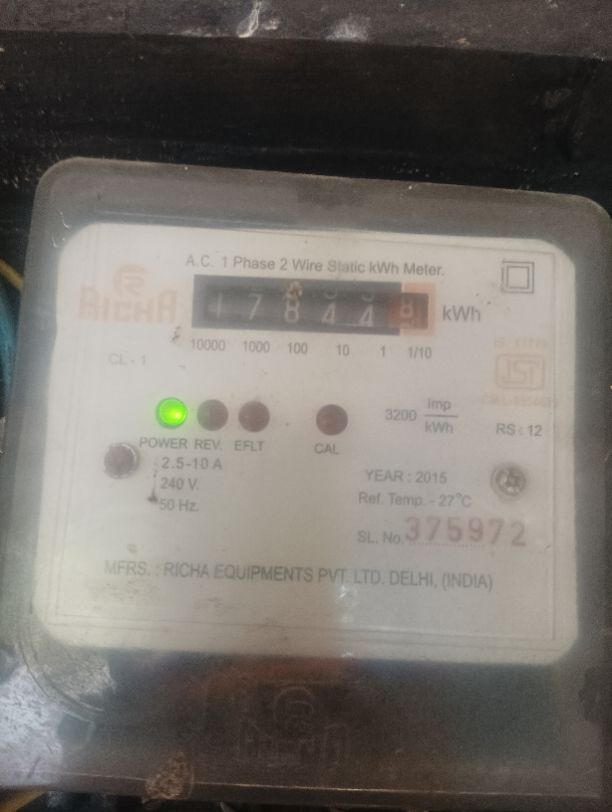 A.C. 1 Phase 2 Wire Static kWh Meter.
RICHA
1 7 8 4 4 8 kWh
10000 1000 100 10 1 1/10
CL - 1
3200 Imp/kWh
POWER REV. EFLT CAL
RS : 12
2.5-10 A
240 V.
50 Hz.
YEAR : 2015
Ref. Temp. - 27°C
SL. No. 375972
MFRS. : RICHA EQUIPMENTS PVT. LTD. DELHI, (INDIA)
RICHA